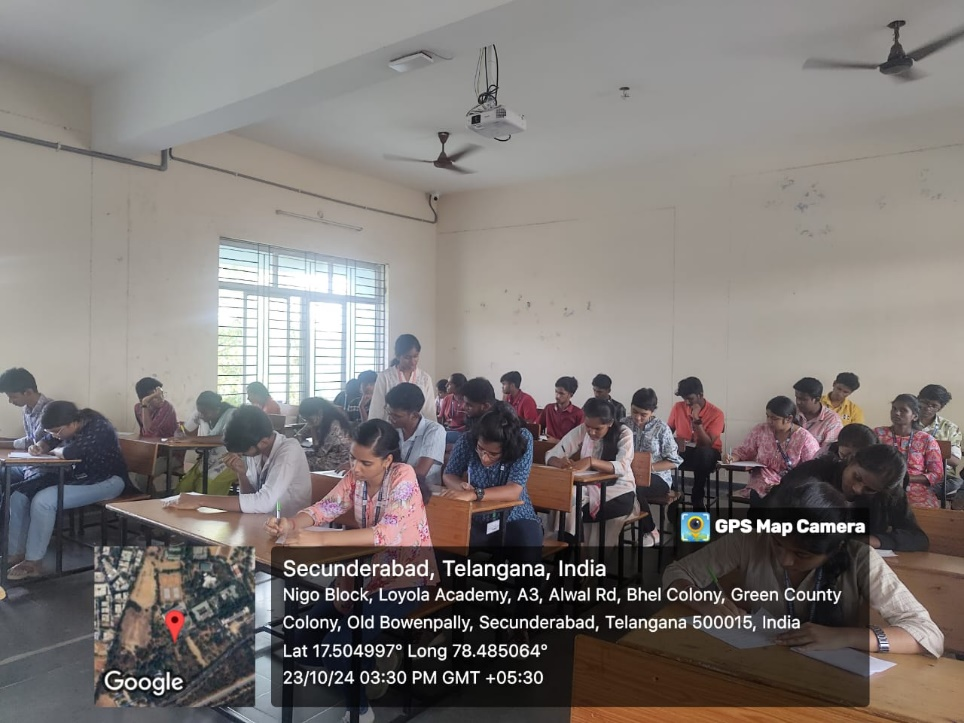 GPS Map Camera
Secunderabad, Telangana, India
Nigo Block, Loyola Academy, A3, Alwal Rd, Bhel Colony, Green County
Colony, Old Bowenpally, Secunderabad, Telangana 500015, India
Lat 17.504997° Long 78.485064°
23/10/24 03:30 PM GMT +05:30
Google